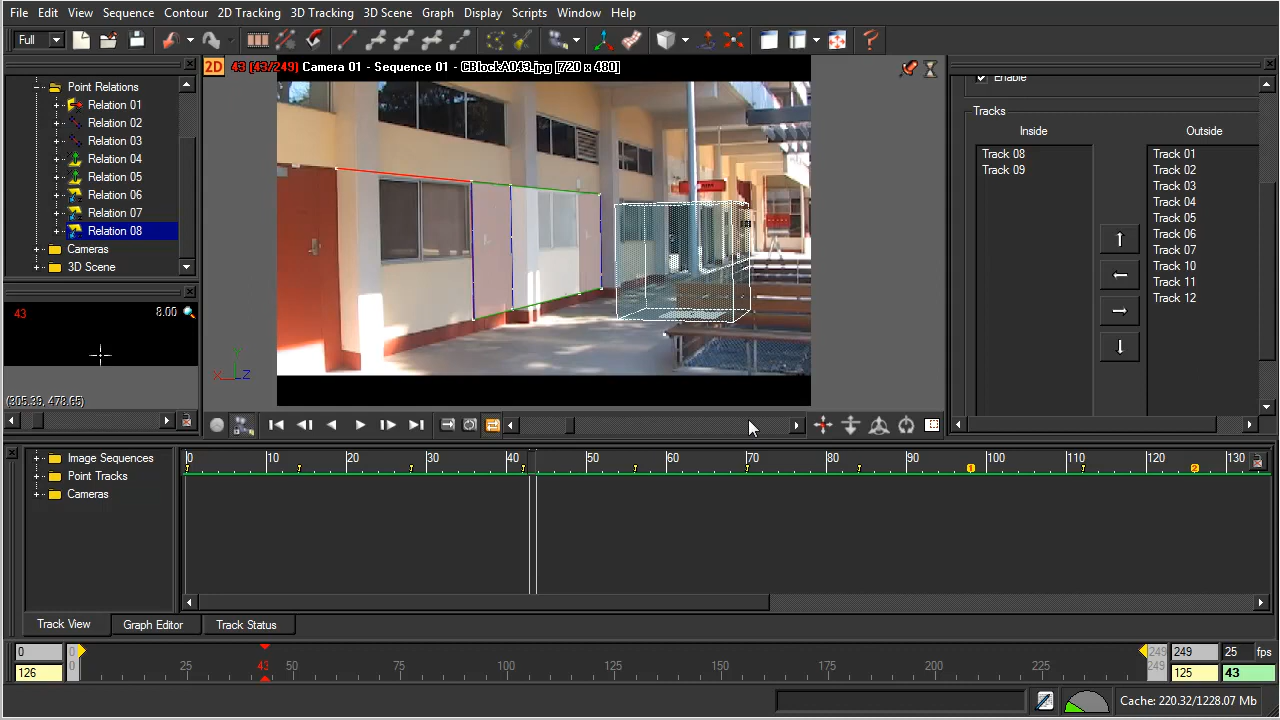 File Edit View Sequence Contour 2D Tracking 3D Tracking 3D Scene Graph Display Scripts Window Help
Full
2D 43 (43/249) Camera 01 - Sequence 01 - CBlockA043.jpg [720 x 480]
Point Relations
Relation 01
Relation 02
Relation 03
Relation 04
Relation 05
Relation 06
Relation 07
Relation 08
Cameras
3D Scene
43 8.00
(305.39, 478.65)
X Z
Enable
Tracks
Inside Outside
Track 08
Track 09
Track 01
Track 02
Track 03
Track 04
Track 05
Track 06
Track 07
Track 10
Track 11
Track 12
Image Sequences
Point Tracks
Cameras
0 10 20 30 40 50 60 70 80 90 100 110 120 130
1 2
Track View Graph Editor Track Status
0 0 249 249 25 fps
126 0 25 43 50 75 100 125 150 175 200 225 249 125 43
Cache: 220.32/1228.07 Mb